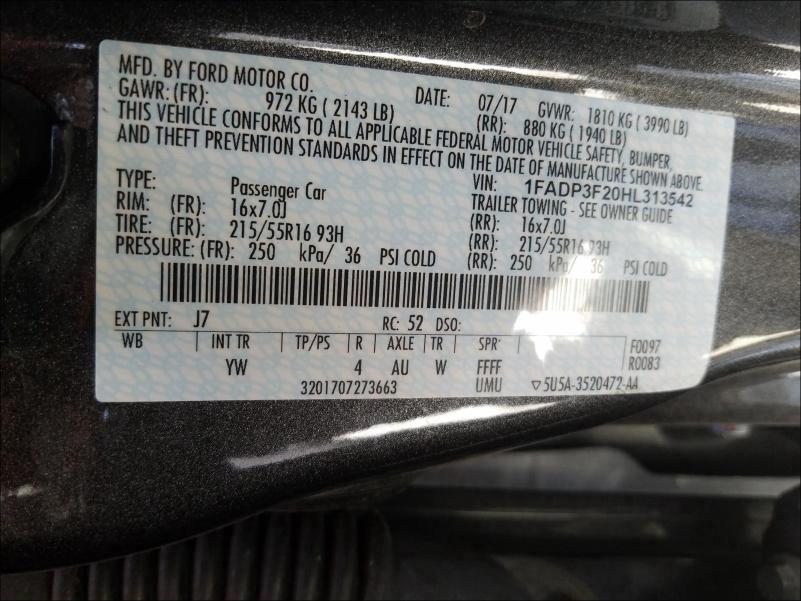 MFD. BY FORD MOTOR CO. DATE: 07/17 GVWR: 1810 KG (3990 LB)
GAWR: (FR): 972 KG (2143 LB) (RR): 880 KG (1940 LB)
THIS VEHICLE CONFORMS TO ALL APPLICABLE FEDERAL MOTOR VEHICLE SAFETY, BUMPER,
AND THEFT PREVENTION STANDARDS IN EFFECT ON THE DATE OF MANUFACTURE SHOWN ABOVE.
VIN: 1FADP3F20HL313542
TYPE: Passenger Car TRAILER TOWING - SEE OWNER GUIDE
RIM: (FR): 16x7.0J (RR): 16x7.0J
TIRE: (FR): 215/55R16 93H (RR): 215/55R16 93H
PRESSURE: (FR): 250 kPa/ 36 PSI COLD (RR): 250 kPa/ 36 PSI COLD
EXT PNT: J7 RC: 52 DSO:
WB INT TR TP/PS R AXLE TR SPR F0097
YW 4 AU W FFFF R0083
3201707273663 UMU ▽5U5A-3520472-AA